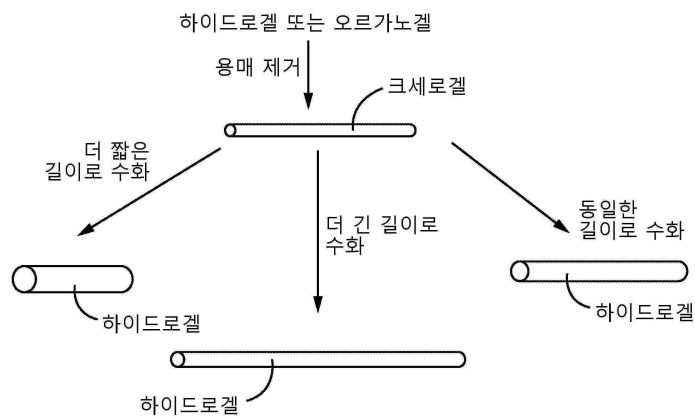 하이드로겔 또는 오르가노겔
용매 제거
크세로겔
더 짧은
길이로 수화
더 긴 길이로
수화
동일한
길이로 수화
하이드로겔
하이드로겔
하이드로겔